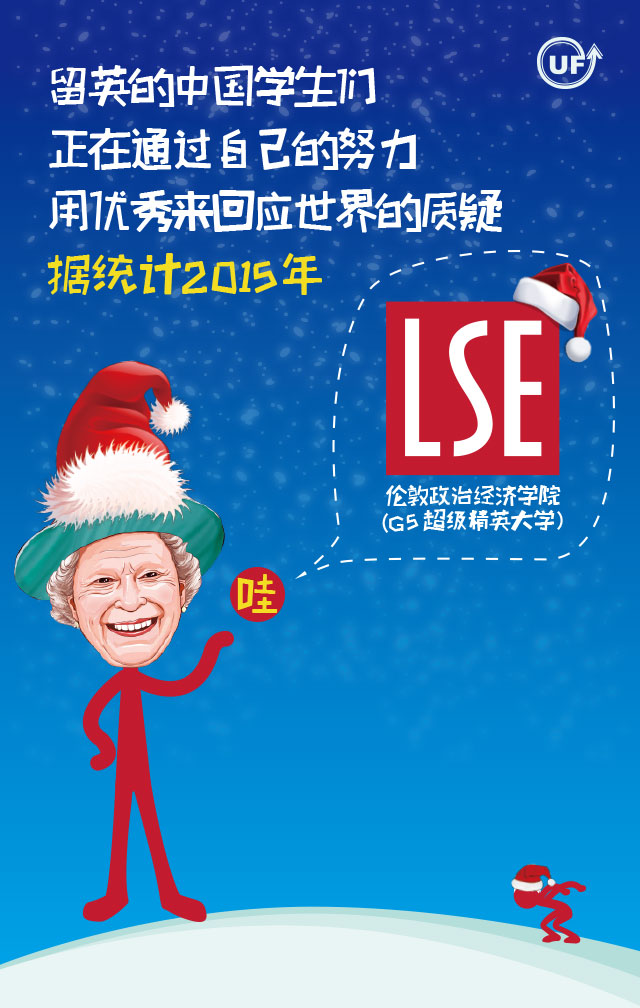 UF
留英的中国学生们
正在通过自己的努力
用优秀来回应世界的质疑
据统计2015年
LSE
伦敦政治经济学院
(G5 超级精英大学)
哇